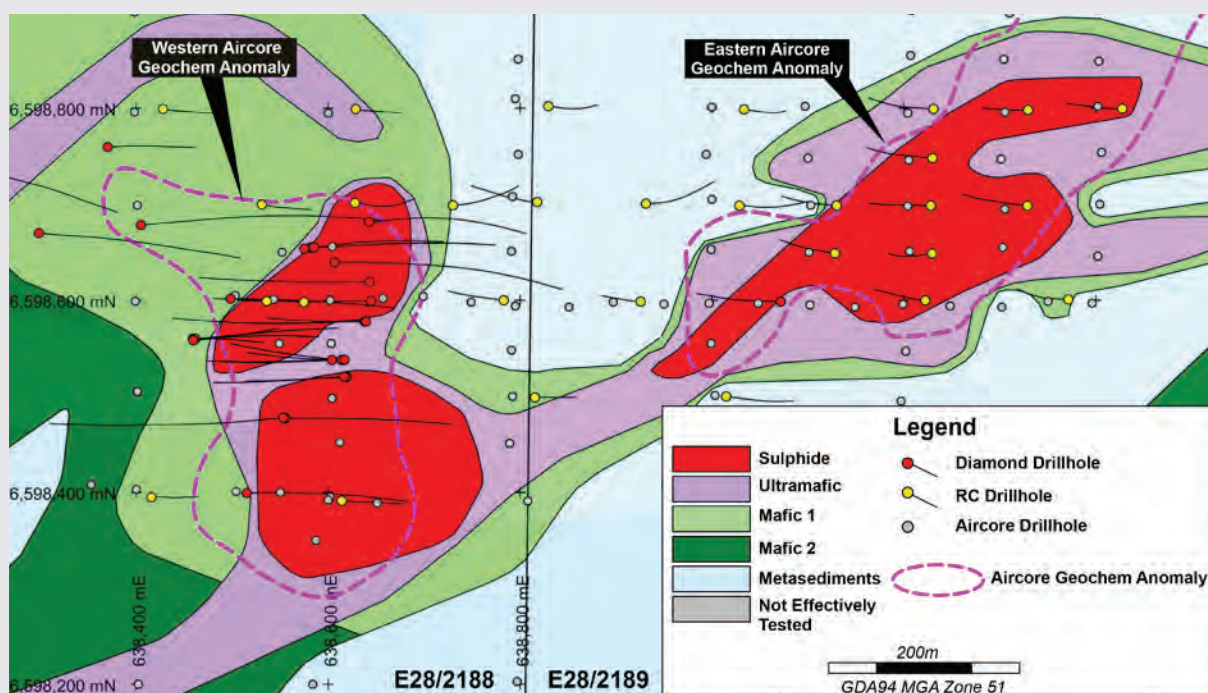 Western Aircore
Geochem Anomaly
Eastern Aircore
Geochem Anomaly
6,598,800 mN
6,598,600 mN
6,598,400 mN
6,598,200 mN
638,400 mE
638,600 mE
638,800 mE
E28/2188
E28/2189
Legend
Sulphide
Ultramafic
Mafic 1
Mafic 2
Metasediments
Not Effectively
Tested
Diamond Drillhole
RC Drillhole
Aircore Drillhole
Aircore Geochem Anomaly
200m
GDA94 MGA Zone 51